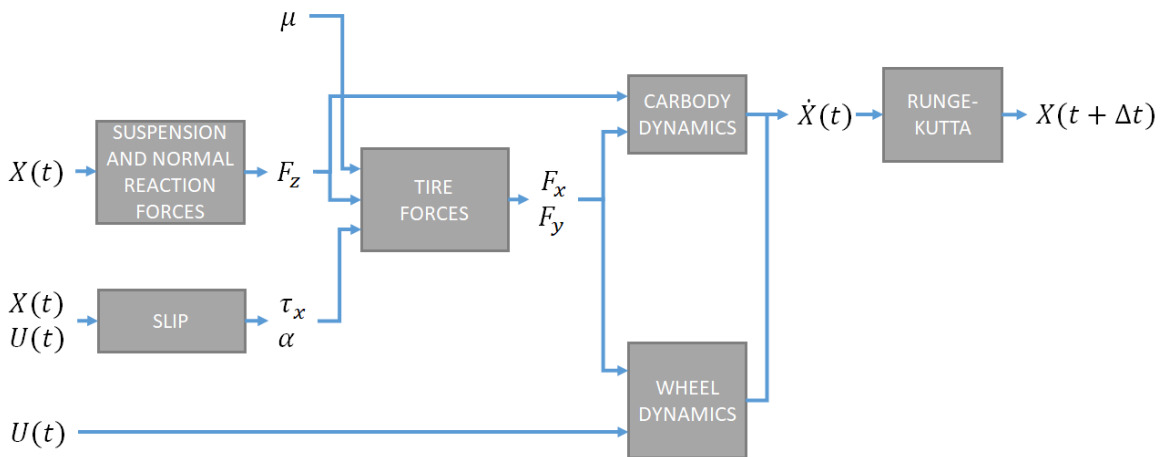 μ
SUSPENSION
AND NORMAL
REACTION
FORCES
X(t)
F_z
TIRE
FORCES
F_x
F_y
CARBODY
DYNAMICS
Ẋ(t)
RUNGE-
KUTTA
X(t + Δt)
X(t)
U(t)
SLIP
τ_x
α
WHEEL
DYNAMICS
U(t)